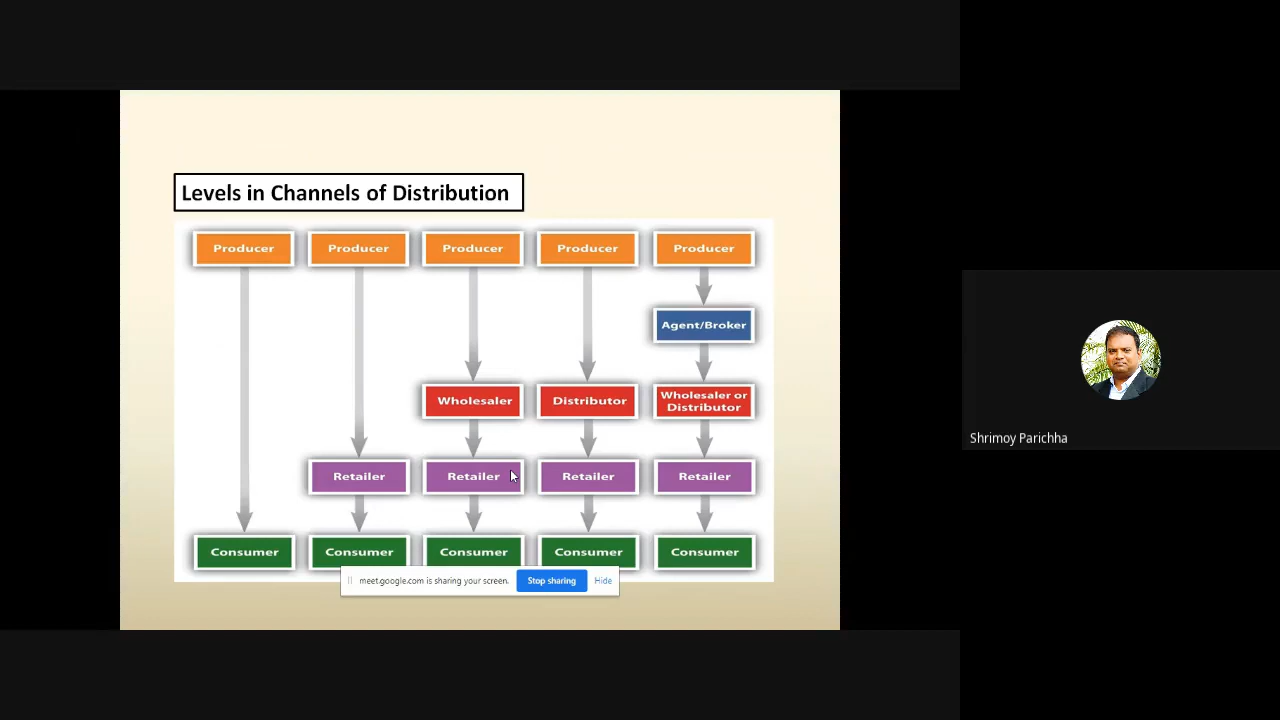 Levels in Channels of Distribution
Producer Producer Producer Producer Producer
Agent/Broker
Wholesaler Distributor Wholesaler or
Distributor
Retailer Retailer Retailer Retailer
Consumer Consumer Consumer Consumer Consumer
meet.google.com is sharing your screen. Stop sharing Hide
Shrimoy Parichha